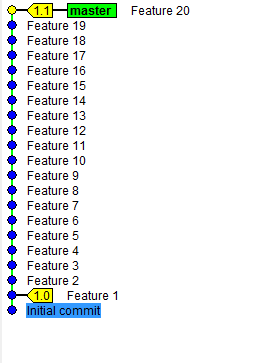 1.1 master Feature 20
Feature 19
Feature 18
Feature 17
Feature 16
Feature 15
Feature 14
Feature 13
Feature 12
Feature 11
Feature 10
Feature 9
Feature 8
Feature 7
Feature 6
Feature 5
Feature 4
Feature 3
Feature 2
1.0 Feature 1
Initial commit